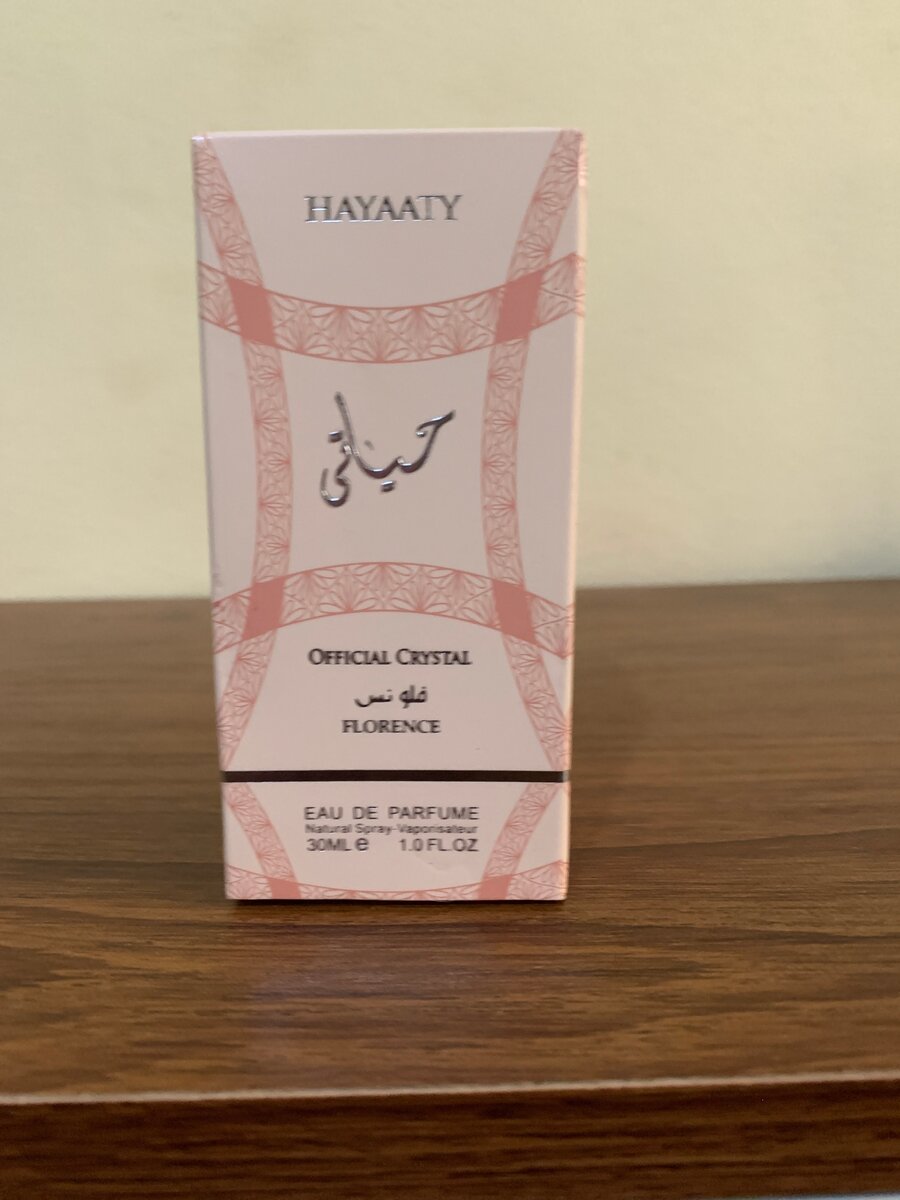 HAYAATY
حياتي
OFFICIAL CRYSTAL
فلو نس
FLORENCE
EAU DE PARFUME
Natural Spray-Vaporisateur
30ML e 1.0 FL.OZ